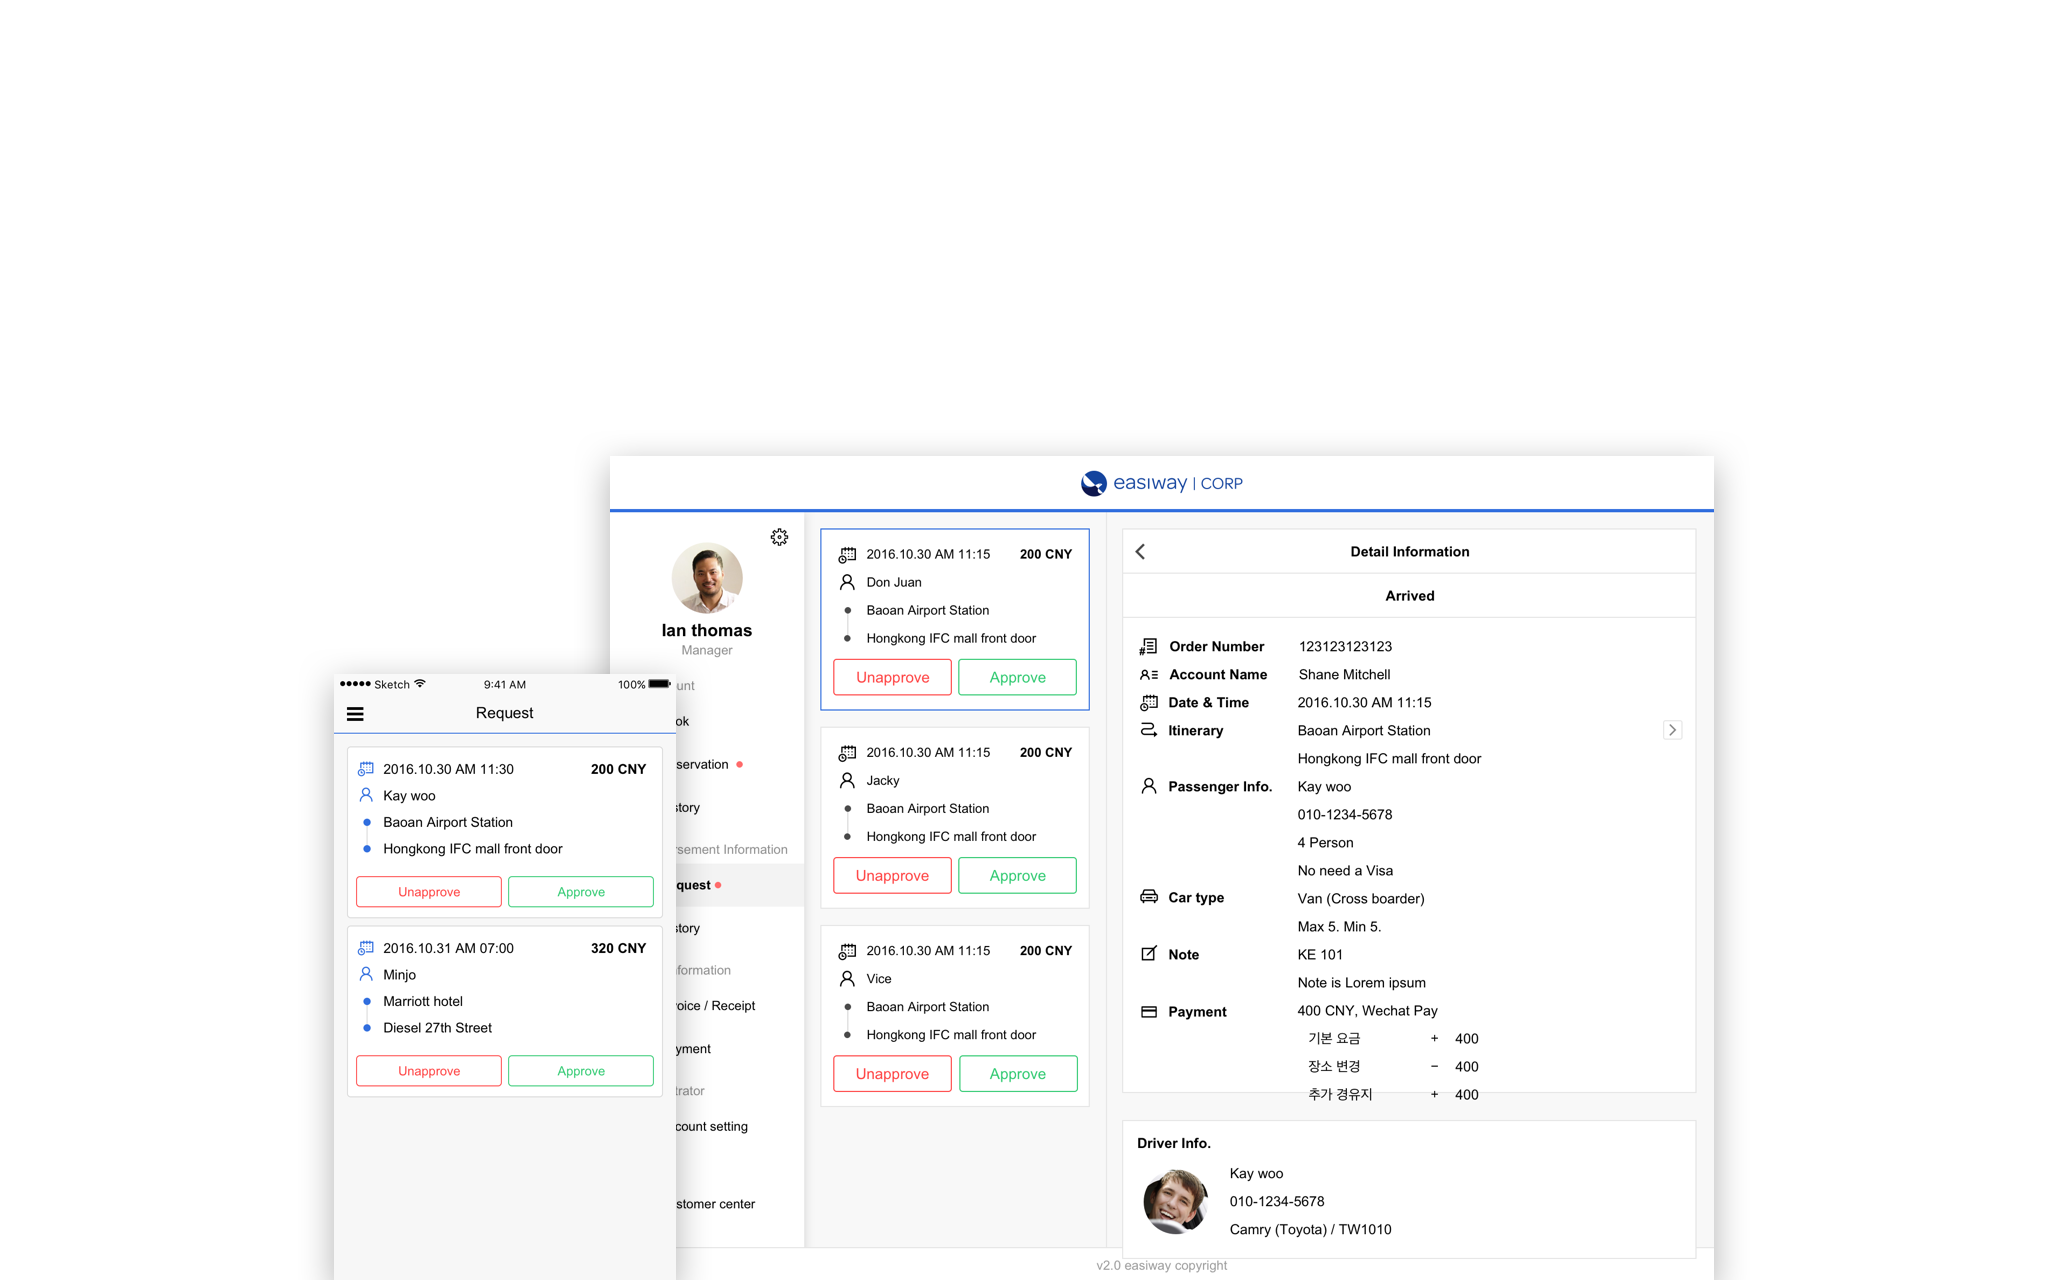 easiway | CORP
Ian thomas
Manager
unt
ok
servation
story
rsement Information
quest
story
nformation
voice / Receipt
yment
trator
count setting
stomer center
2016.10.30 AM 11:15 200 CNY
Don Juan
Baoan Airport Station
Hongkong IFC mall front door
Unapprove Approve
2016.10.30 AM 11:15 200 CNY
Jacky
Baoan Airport Station
Hongkong IFC mall front door
Unapprove Approve
2016.10.30 AM 11:15 200 CNY
Vice
Baoan Airport Station
Hongkong IFC mall front door
Unapprove Approve
Detail Information
Arrived
Order Number 123123123123
Account Name Shane Mitchell
Date & Time 2016.10.30 AM 11:15
Itinerary Baoan Airport Station
Hongkong IFC mall front door
Passenger Info. Kay woo
010-1234-5678
4 Person
No need a Visa
Car type Van (Cross boarder)
Max 5. Min 5.
Note KE 101
Note is Lorem ipsum
Payment 400 CNY, Wechat Pay
기본 요금 + 400
장소 변경 − 400
추가 경유지 + 400
Driver Info.
Kay woo
010-1234-5678
Camry (Toyota) / TW1010
v2.0 easiway copyright
Sketch 9:41 AM 100%
Request
2016.10.30 AM 11:30 200 CNY
Kay woo
Baoan Airport Station
Hongkong IFC mall front door
Unapprove Approve
2016.10.31 AM 07:00 320 CNY
Minjo
Marriott hotel
Diesel 27th Street
Unapprove Approve